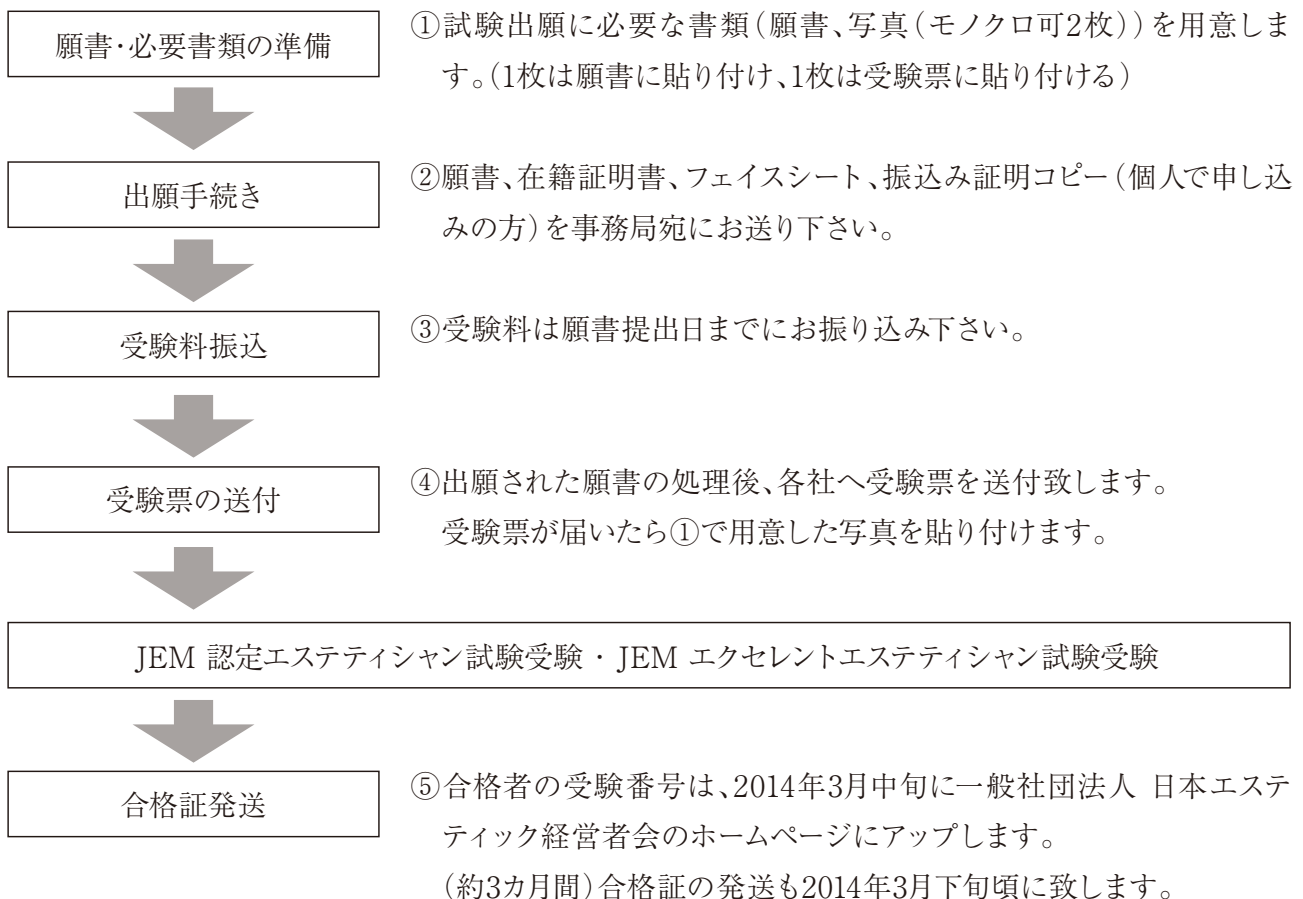 願書・必要書類の準備
①試験出願に必要な書類（願書、写真（モノクロ可2枚））を用意しま
す。（1枚は願書に貼り付け、1枚は受験票に貼り付ける）
出願手続き
②願書、在籍証明書、フェイスシート、振込み証明コピー（個人で申し込
みの方）を事務局宛にお送り下さい。
受験料振込
③受験料は願書提出日までにお振り込み下さい。
受験票の送付
④出願された願書の処理後、各社へ受験票を送付致します。
受験票が届いたら①で用意した写真を貼り付けます。
JEM 認定エステティシャン試験受験 ・ JEM エクセレントエステティシャン試験受験
合格証発送
⑤合格者の受験番号は、2014年3月中旬に一般社団法人 日本エステ
ティック経営者会のホームページにアップします。
（約3カ月間）合格証の発送も2014年3月下旬頃に致します。